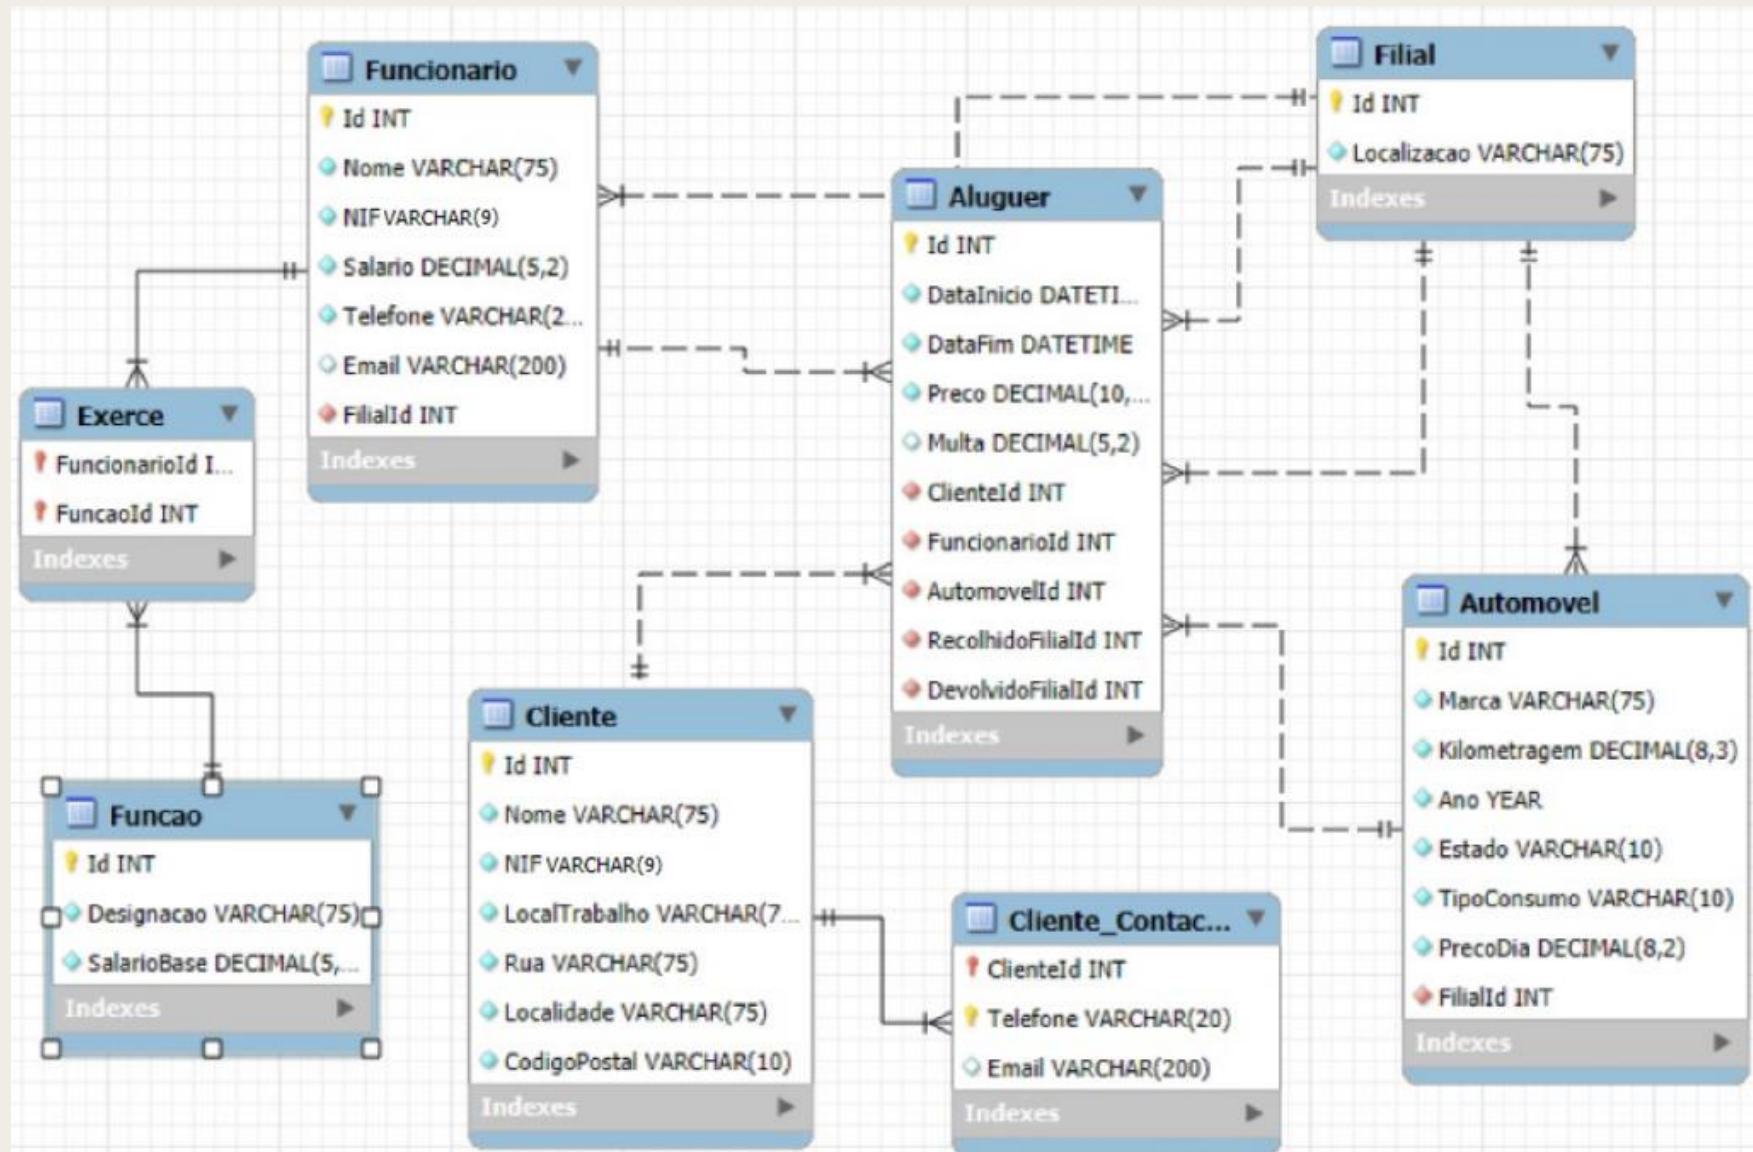 Funcionario
Id INT
Nome VARCHAR(75)
NIF VARCHAR(9)
Salario DECIMAL(5,2)
Telefone VARCHAR(2...
Email VARCHAR(200)
FilialId INT
Indexes
Filial
Id INT
Localizacao VARCHAR(75)
Indexes
Aluguer
Id INT
DataInicio DATETI...
DataFim DATETIME
Preco DECIMAL(10,...
Multa DECIMAL(5,2)
ClienteId INT
FuncionarioId INT
AutomovelId INT
RecolhidoFilialId INT
DevolvidoFilialId INT
Indexes
Exerce
FuncionarioId I...
FuncaoId INT
Indexes
Funcao
Id INT
Designacao VARCHAR(75)
SalarioBase DECIMAL(5,...
Indexes
Cliente
Id INT
Nome VARCHAR(75)
NIF VARCHAR(9)
LocalTrabalho VARCHAR(7...
Rua VARCHAR(75)
Localidade VARCHAR(75)
CodigoPostal VARCHAR(10)
Indexes
Cliente_Contac...
ClienteId INT
Telefone VARCHAR(20)
Email VARCHAR(200)
Indexes
Automovel
Id INT
Marca VARCHAR(75)
Kilometragem DECIMAL(8,3)
Ano YEAR
Estado VARCHAR(10)
TipoConsumo VARCHAR(10)
PrecoDia DECIMAL(8,2)
FilialId INT
Indexes